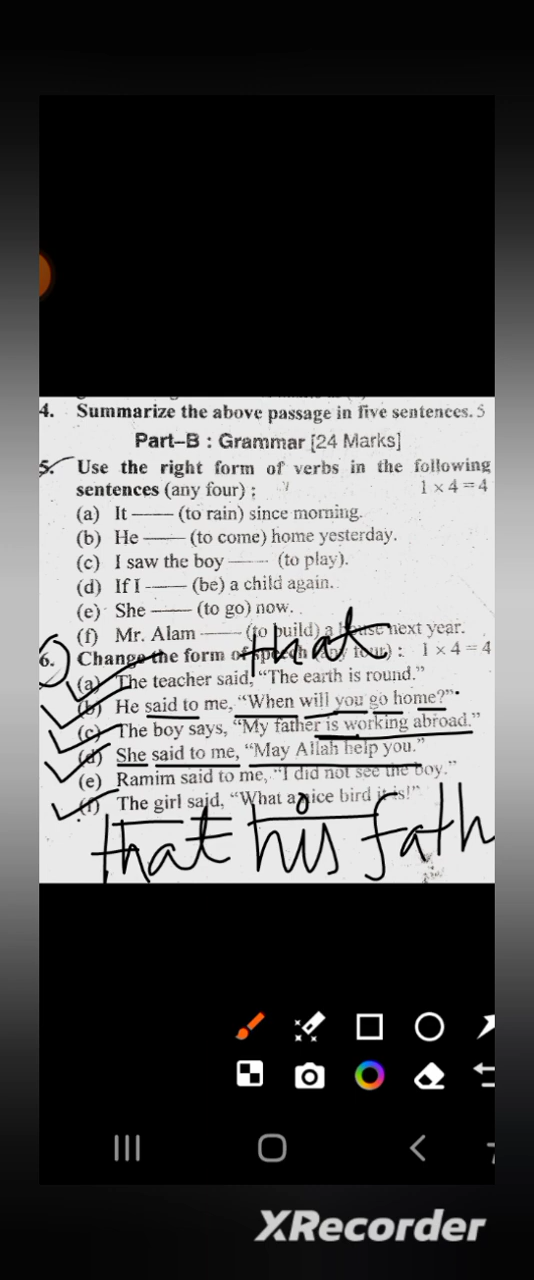 4. Summarize the above passage in five sentences. 5
Part–B : Grammar [24 Marks]
5. Use the right form of verbs in the following
sentences (any four) : 1 × 4 = 4
(a) It —— (to rain) since morning.
(b) He —— (to come) home yesterday.
(c) I saw the boy —— (to play).
(d) If I —— (be) a child again.
(e) She —— (to go) now.
(f) Mr. Alam —— (to build) a house next year.
that
6. Change the form of speech (any four) : 1 × 4 = 4
(a) The teacher said, “The earth is round.”
(b) He said to me, “When will you go home?”
(c) The boy says, “My father is working abroad.”
(d) She said to me, “May Allah help you.”
(e) Ramim said to me, “I did not see the boy.”
(f) The girl said, “What a nice bird it is!”
that his fath
XRecorder